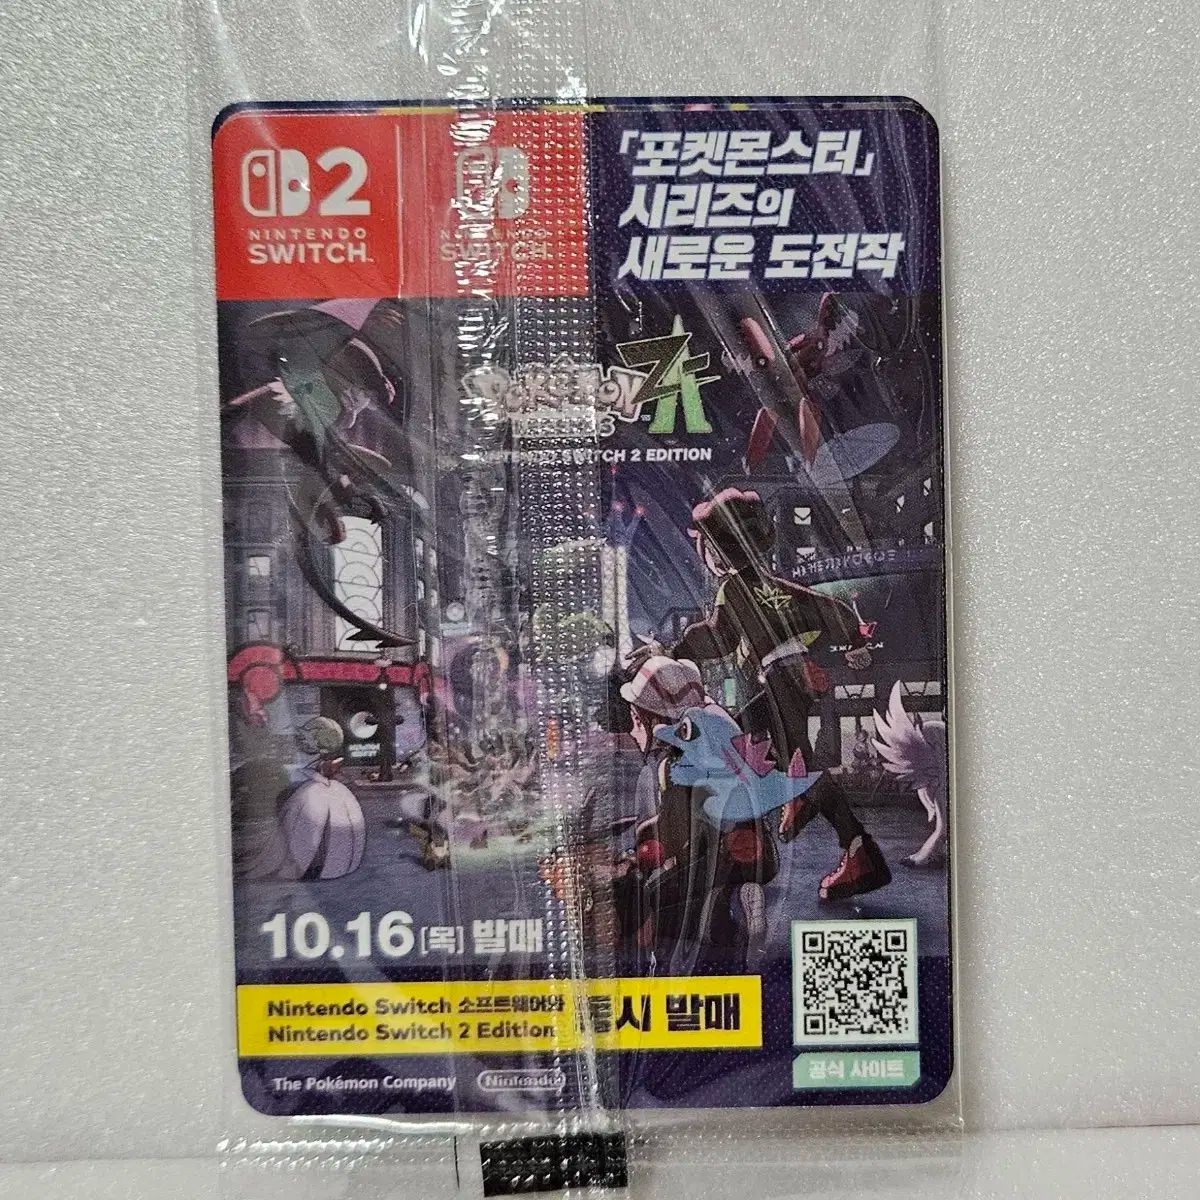 2
NINTENDO
SWITCH
NINTENDO
SWITCH
「포켓몬스터」
시리즈의
새로운 도전작
POKÉMON
ZA
NINTENDO SWITCH 2 EDITION
10.16[목] 발매
Nintendo Switch 소프트웨어와
Nintendo Switch 2 Edition 동시 발매
공식 사이트
The Pokémon Company
Nintendo